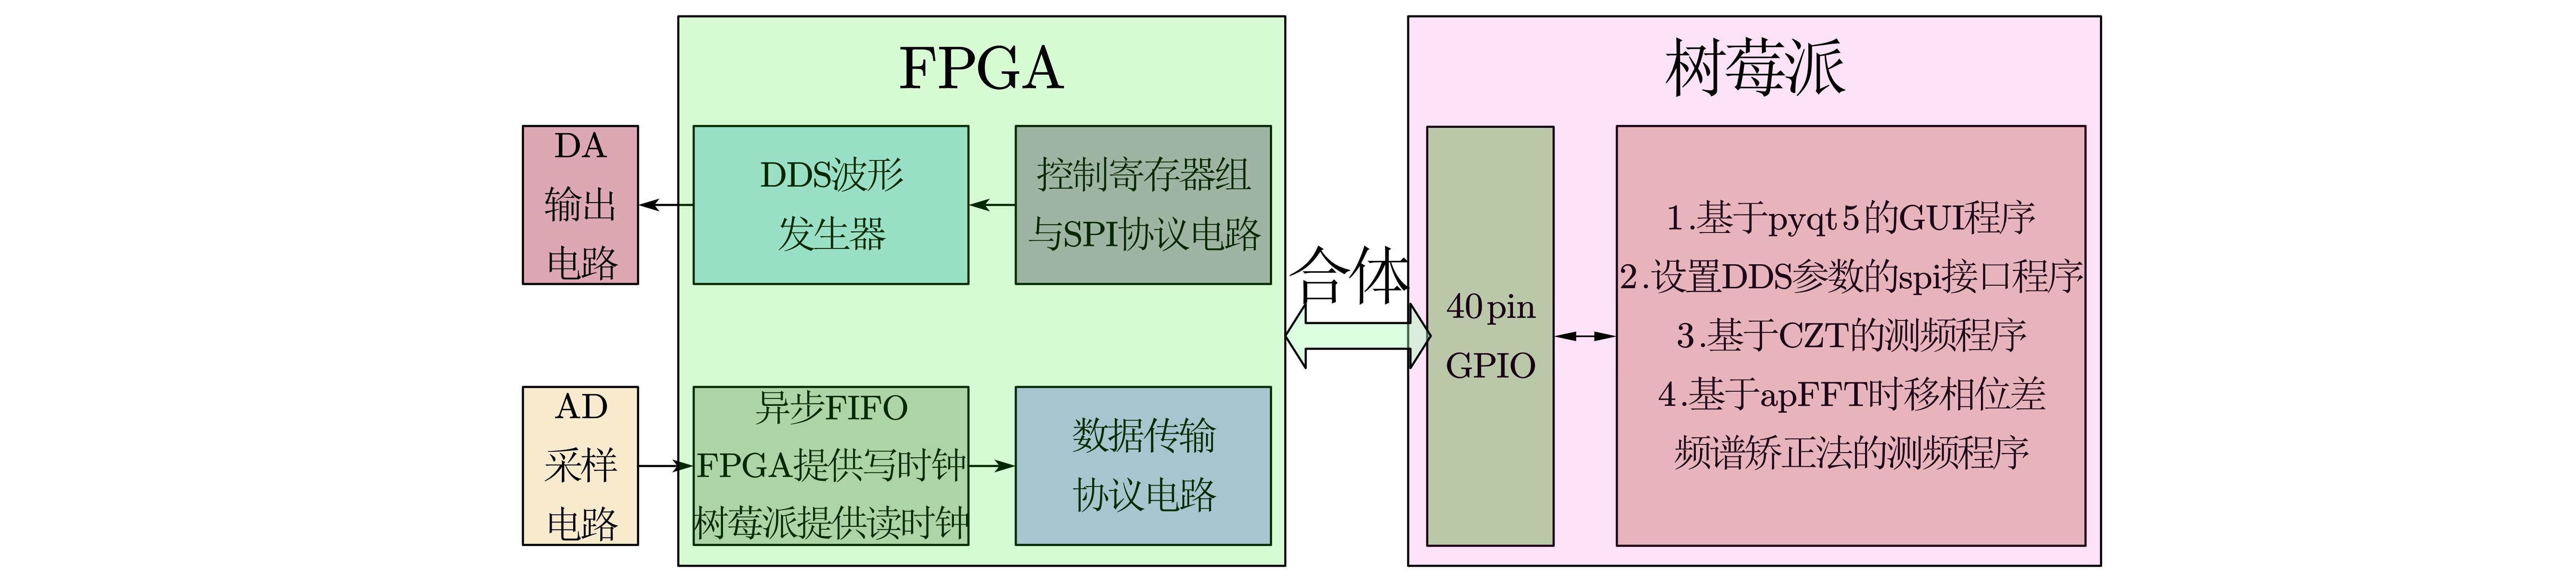 FPGA
DA
输出
电路
DDS波形
发生器
控制寄存器组
与SPI协议电路
AD
采样
电路
异步FIFO
FPGA提供写时钟
树莓派提供读时钟
数据传输
协议电路
合体
树莓派
40pin
GPIO
1.基于pyqt5的GUI程序
2.设置DDS参数的spi接口程序
3.基于CZT的测频程序
4.基于apFFT时移相位差
频谱矫正法的测频程序